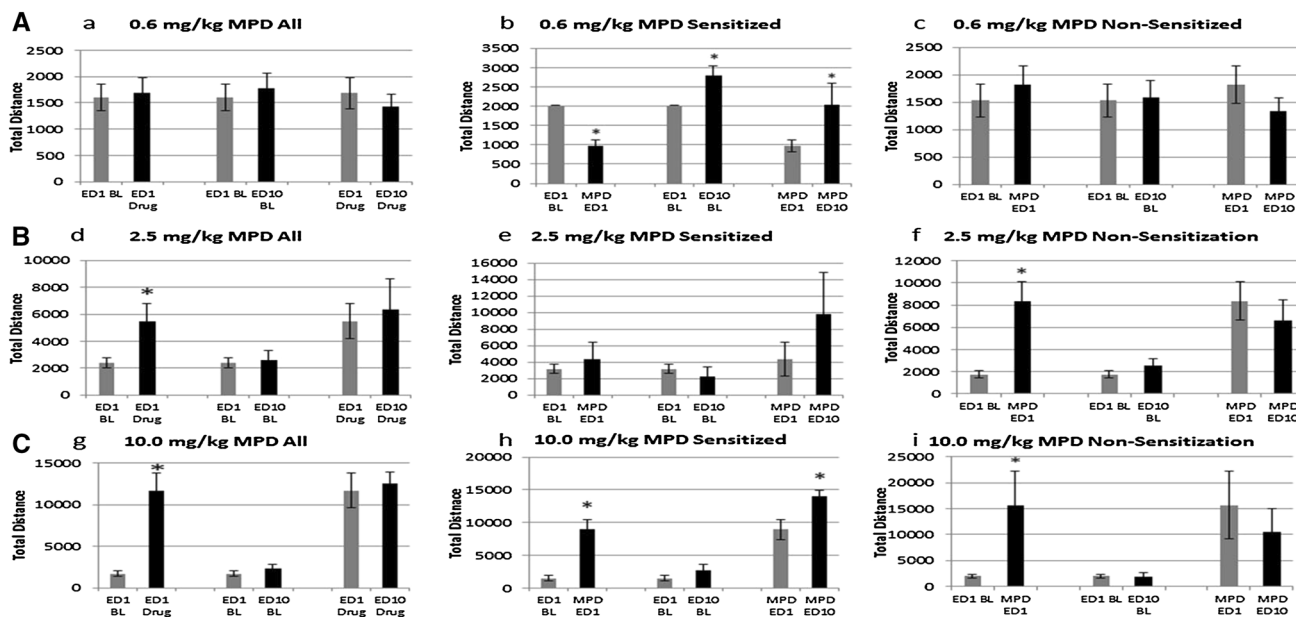 A
a 0.6 mg/kg MPD All
Total Distance
2500
2000
1500
1000
500
0
ED1 BL ED1 Drug ED1 BL ED10 BL ED1 Drug ED10 Drug
b 0.6 mg/kg MPD Sensitized
Total Distance
3500
3000
2500
2000
1500
1000
500
0
* * *
ED1 BL MPD ED1 ED1 BL ED10 BL MPD ED1 MPD ED10
c 0.6 mg/kg MPD Non-Sensitized
Total Distance
2500
2000
1500
1000
500
0
ED1 BL MPD ED1 ED1 BL ED10 BL MPD ED1 MPD ED10
B
d 2.5 mg/kg MPD All
Total Distance
10000
8000
6000
4000
2000
0
*
ED1 BL ED1 Drug ED1 BL ED10 BL ED1 Drug ED10 Drug
e 2.5 mg/kg MPD Sensitized
Total Distance
16000
14000
12000
10000
8000
6000
4000
2000
0
ED1 BL MPD ED1 ED1 BL ED10 BL MPD ED1 MPD ED10
f 2.5 mg/kg MPD Non-Sensitization
Total Distance
12000
10000
8000
6000
4000
2000
0
*
ED1 BL MPD ED1 ED1 BL ED10 BL MPD ED1 MPD ED10
C
g 10.0 mg/kg MPD All
Total Distance
15000
10000
5000
0
*
ED1 BL ED1 Drug ED1 BL ED10 BL ED1 Drug ED10 Drug
h 10.0 mg/kg MPD Sensitized
Total Distnace
20000
15000
10000
5000
0
* *
ED1 BL MPD ED1 ED1 BL ED10 BL MPD ED1 MPD ED10
i 10.0 mg/kg MPD Non-Sensitization
Total Distance
25000
20000
15000
10000
5000
0
*
ED1 BL MPD ED1 ED1 BL ED10 BL MPD ED1 MPD ED10